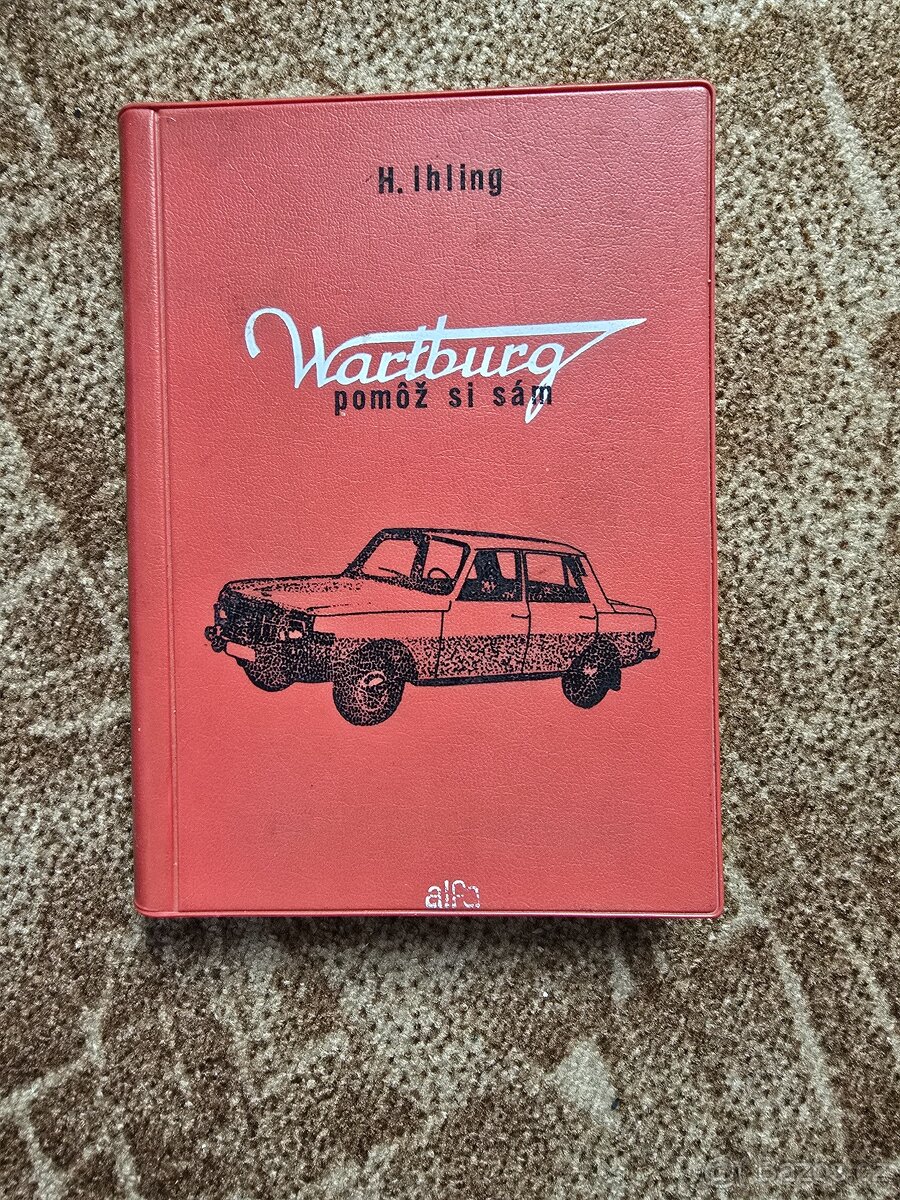 H. Ihling
Wartburg
pomôž si sám
alfa